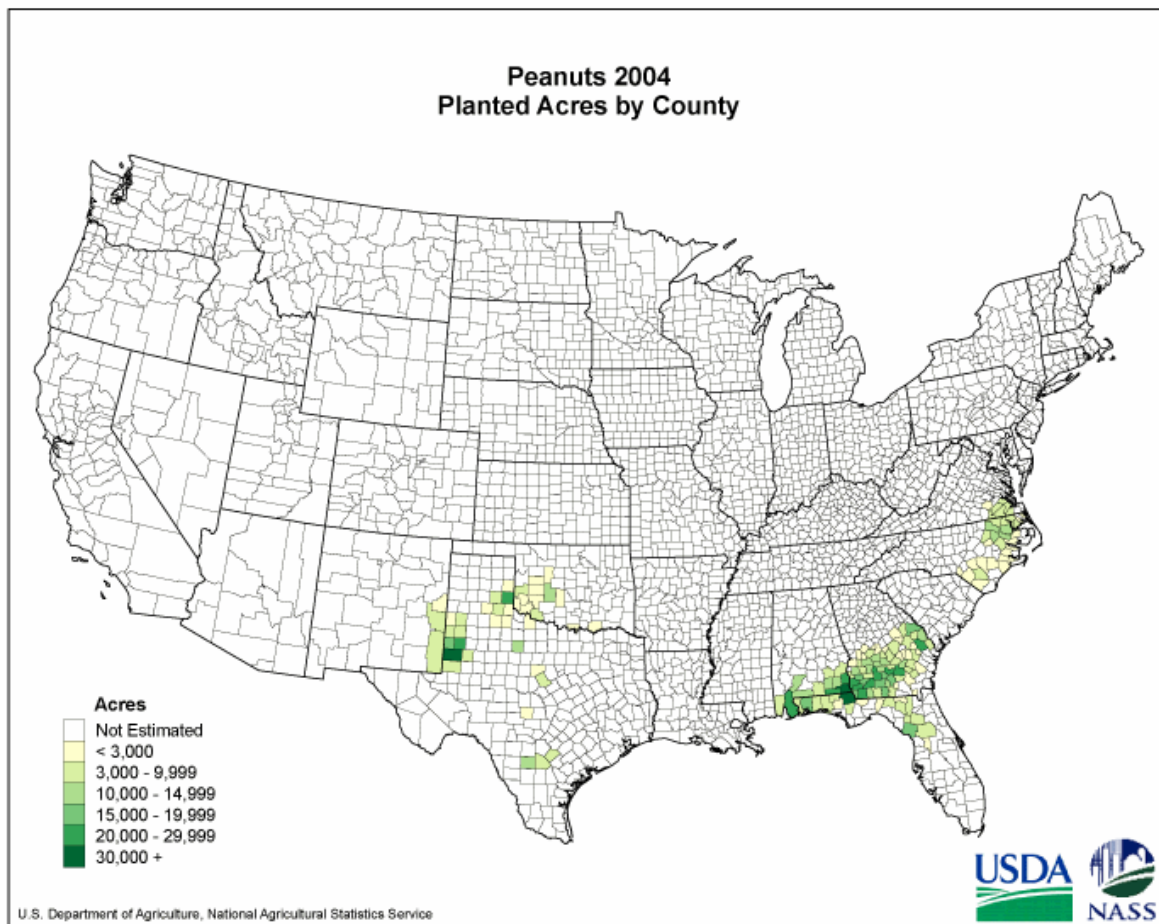 Peanuts 2004
Planted Acres by County
Acres
Not Estimated
< 3,000
3,000 - 9,999
10,000 - 14,999
15,000 - 19,999
20,000 - 29,999
30,000 +
U.S. Department of Agriculture, National Agricultural Statistics Service
USDA
NASS